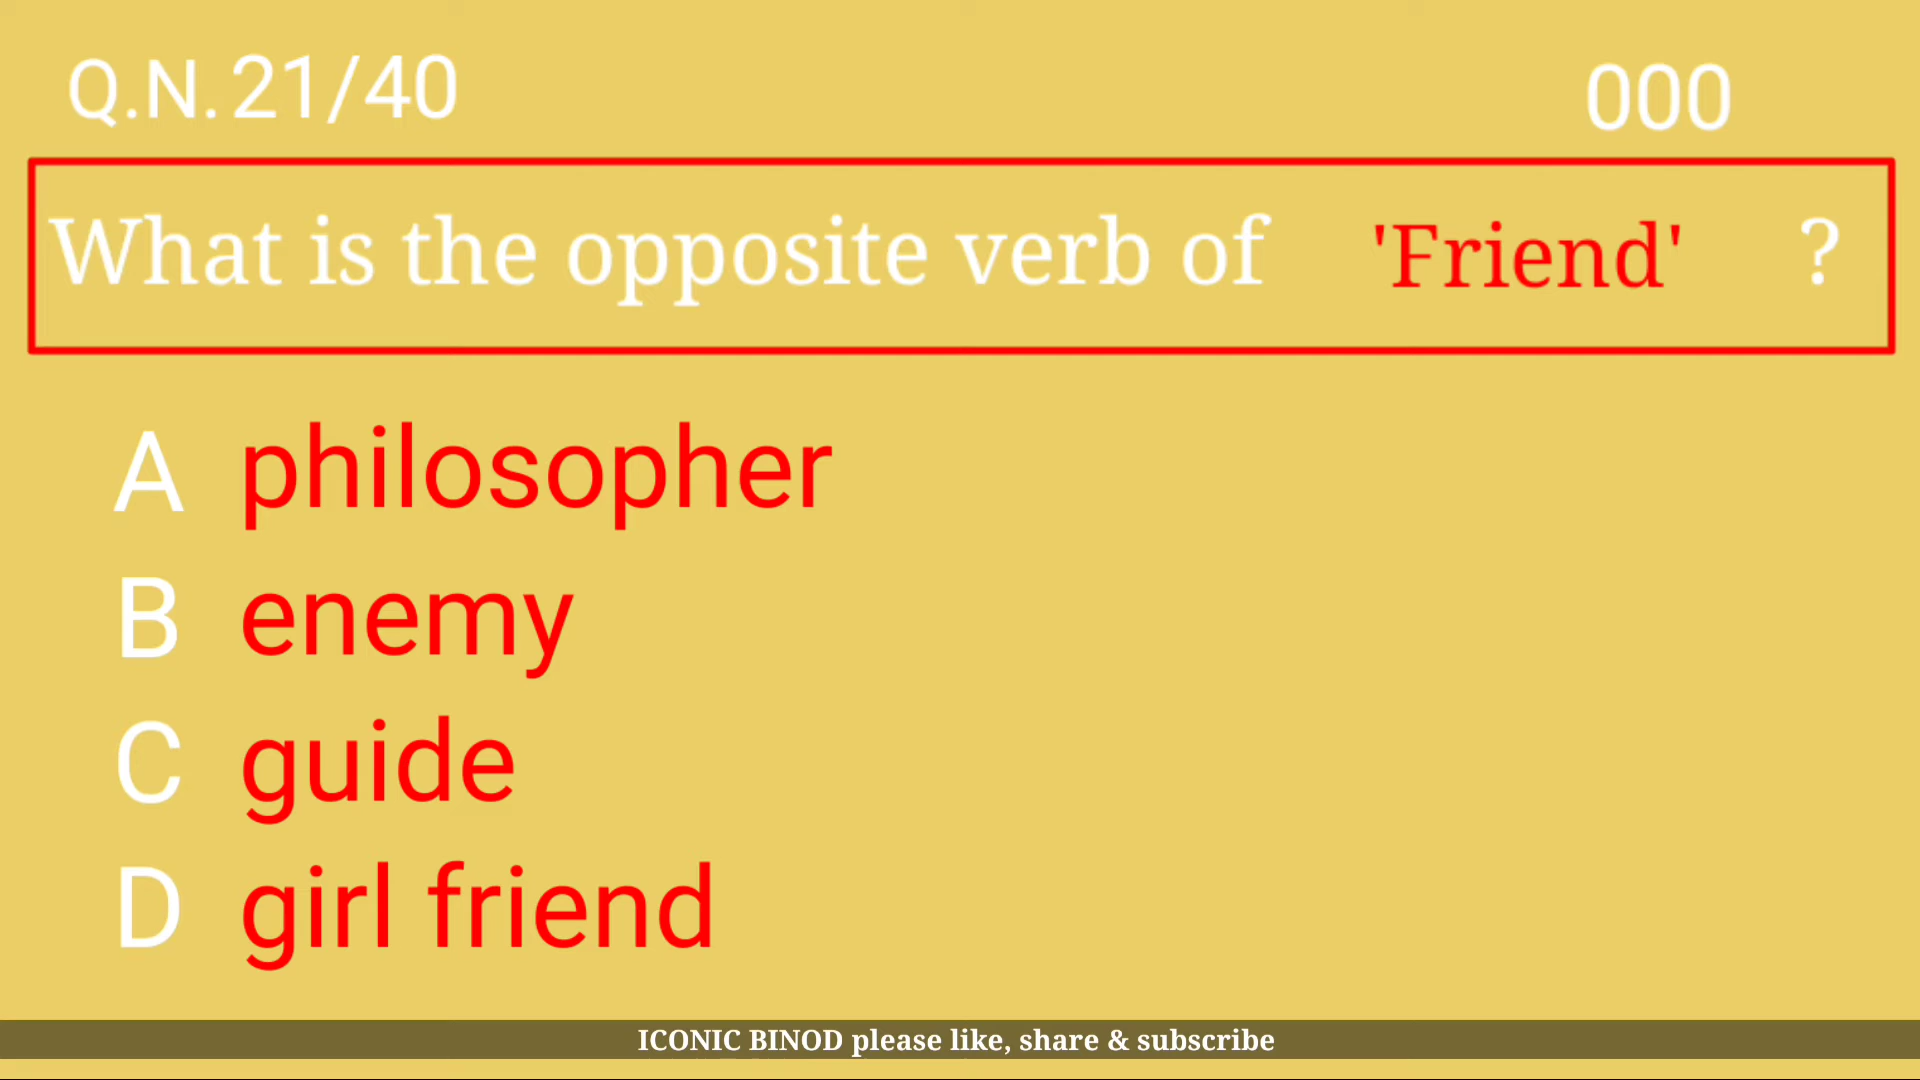 Q.N. 21/40
000
What is the opposite verb of 'Friend' ?
A philosopher
B enemy
C guide
D girl friend
ICONIC BINOD please like, share & subscribe